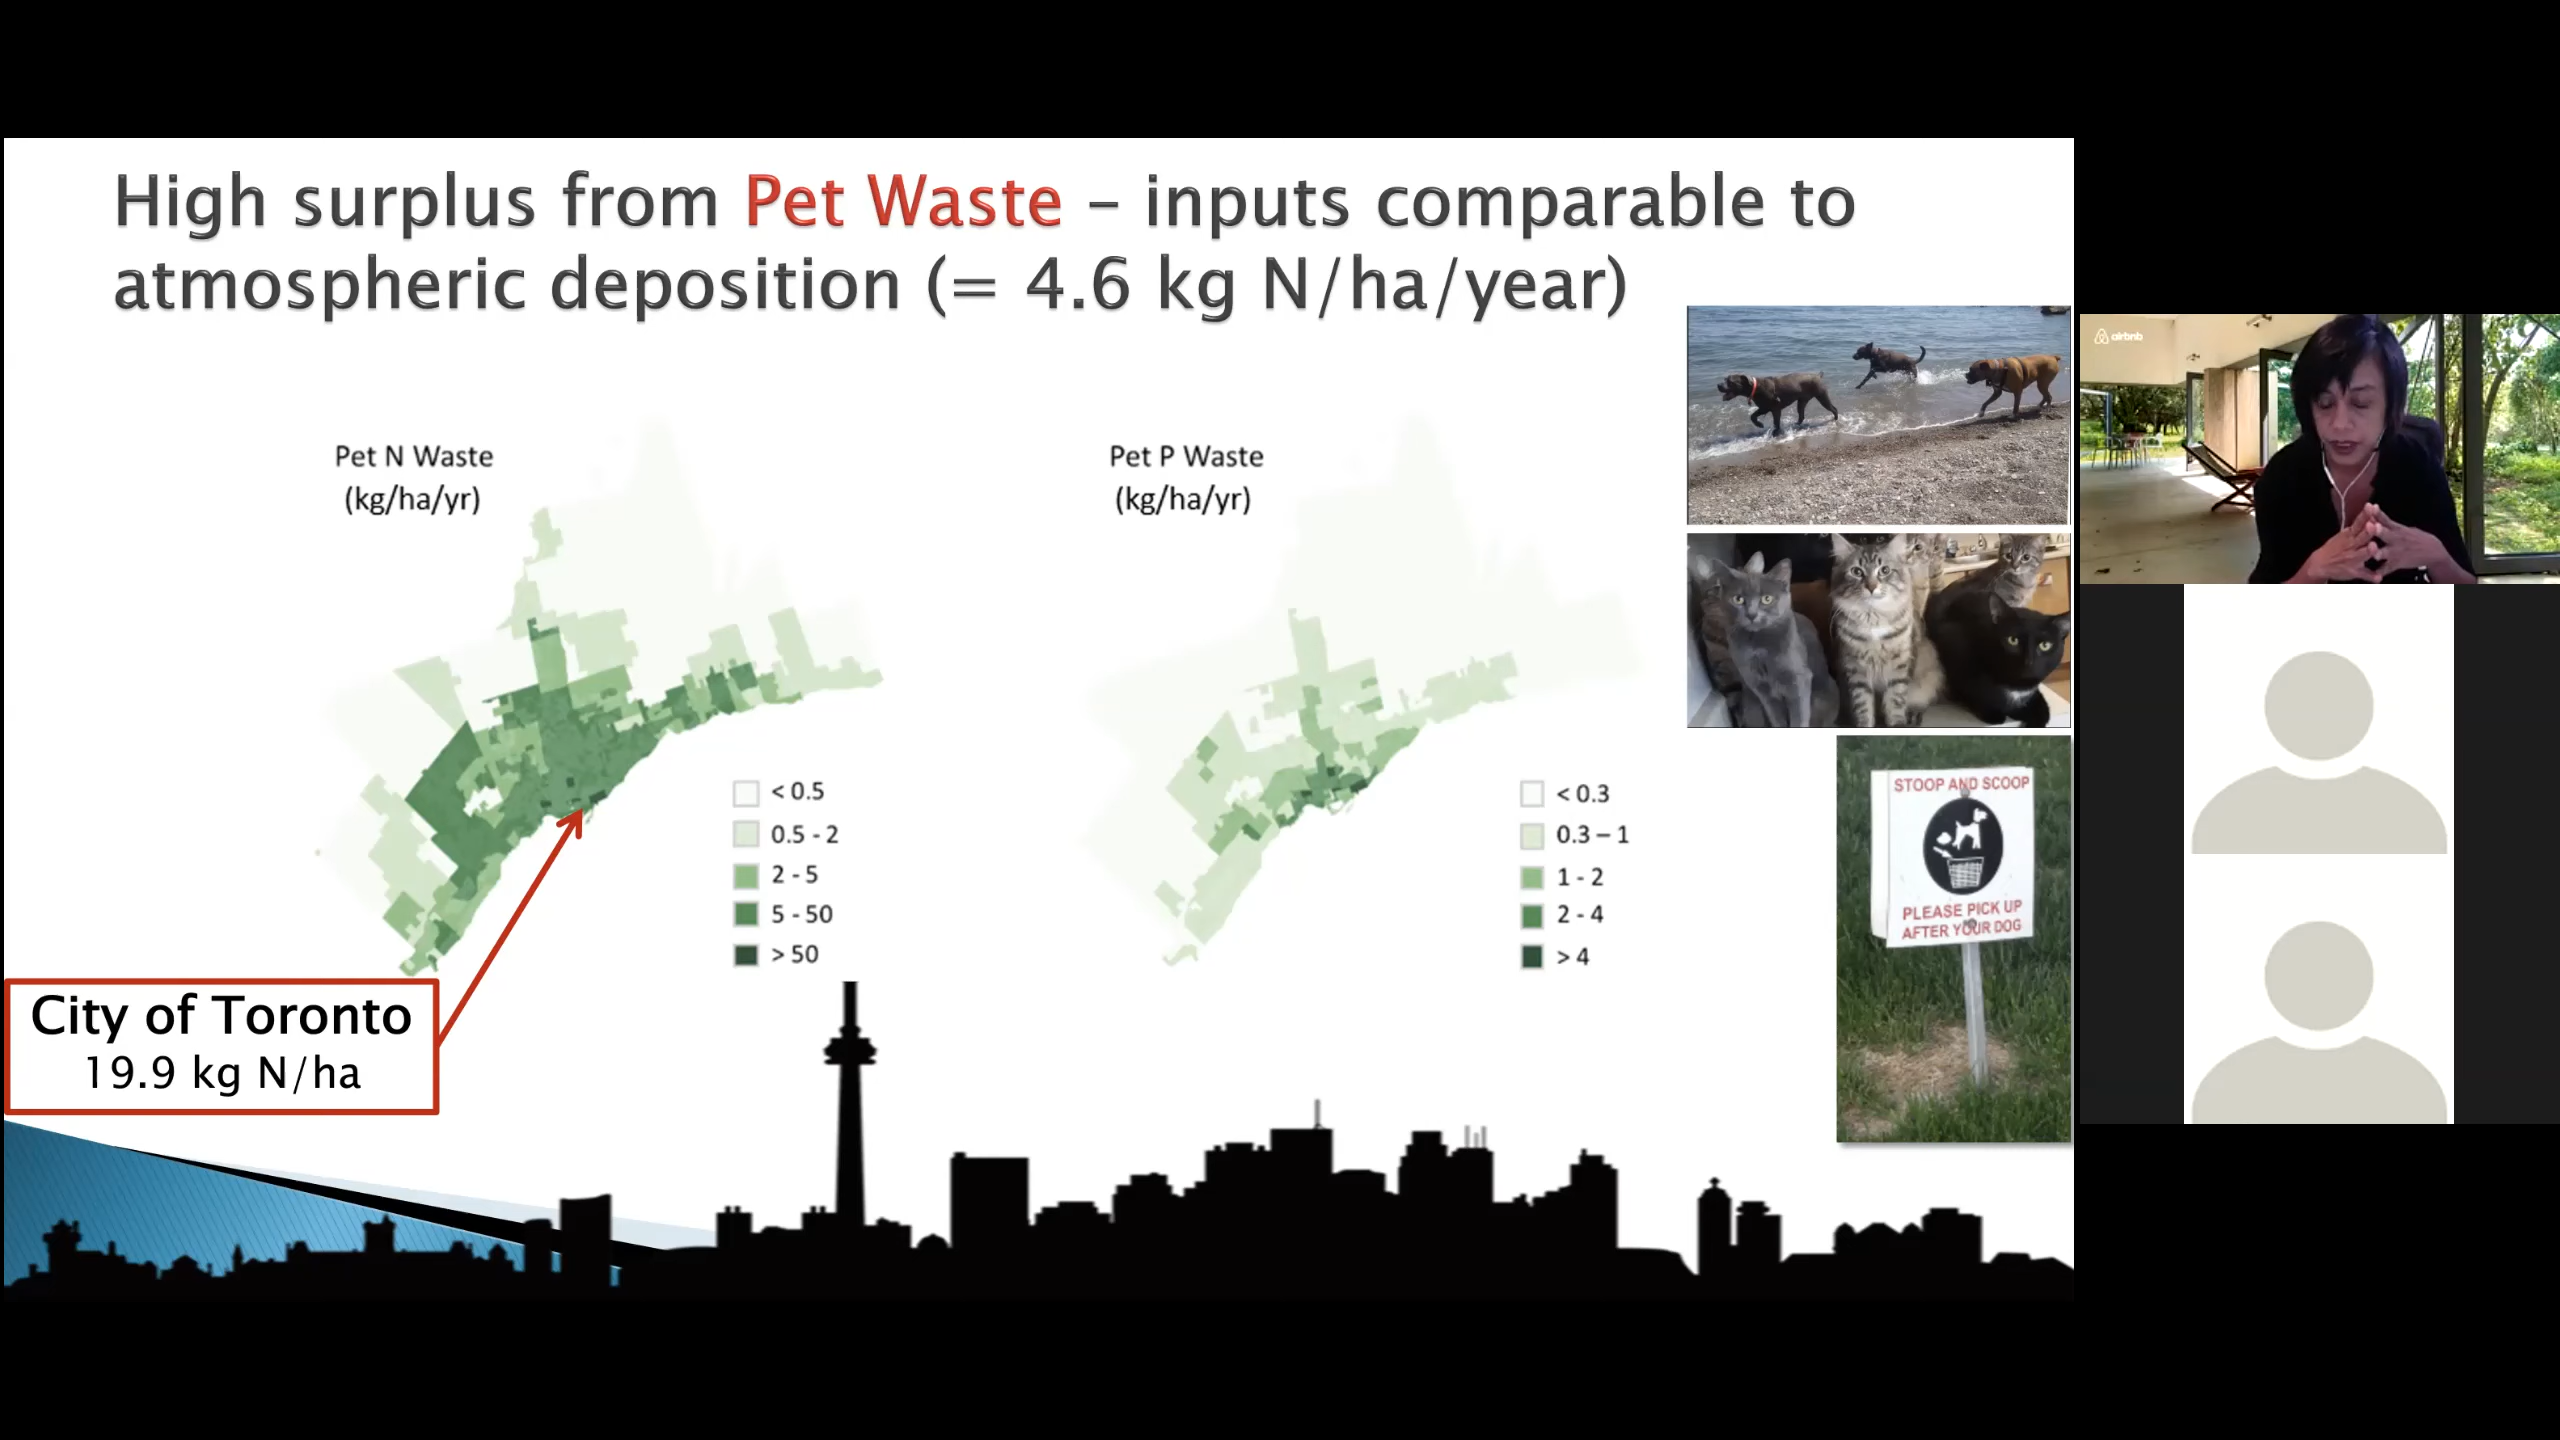 High surplus from Pet Waste – inputs comparable to
atmospheric deposition (= 4.6 kg N/ha/year)
Pet N Waste
(kg/ha/yr)
< 0.5
0.5 - 2
2 - 5
5 - 50
> 50
Pet P Waste
(kg/ha/yr)
< 0.3
0.3 – 1
1 - 2
2 - 4
> 4
City of Toronto
19.9 kg N/ha
STOOP AND SCOOP
PLEASE PICK UP
AFTER YOUR DOG
airbnb